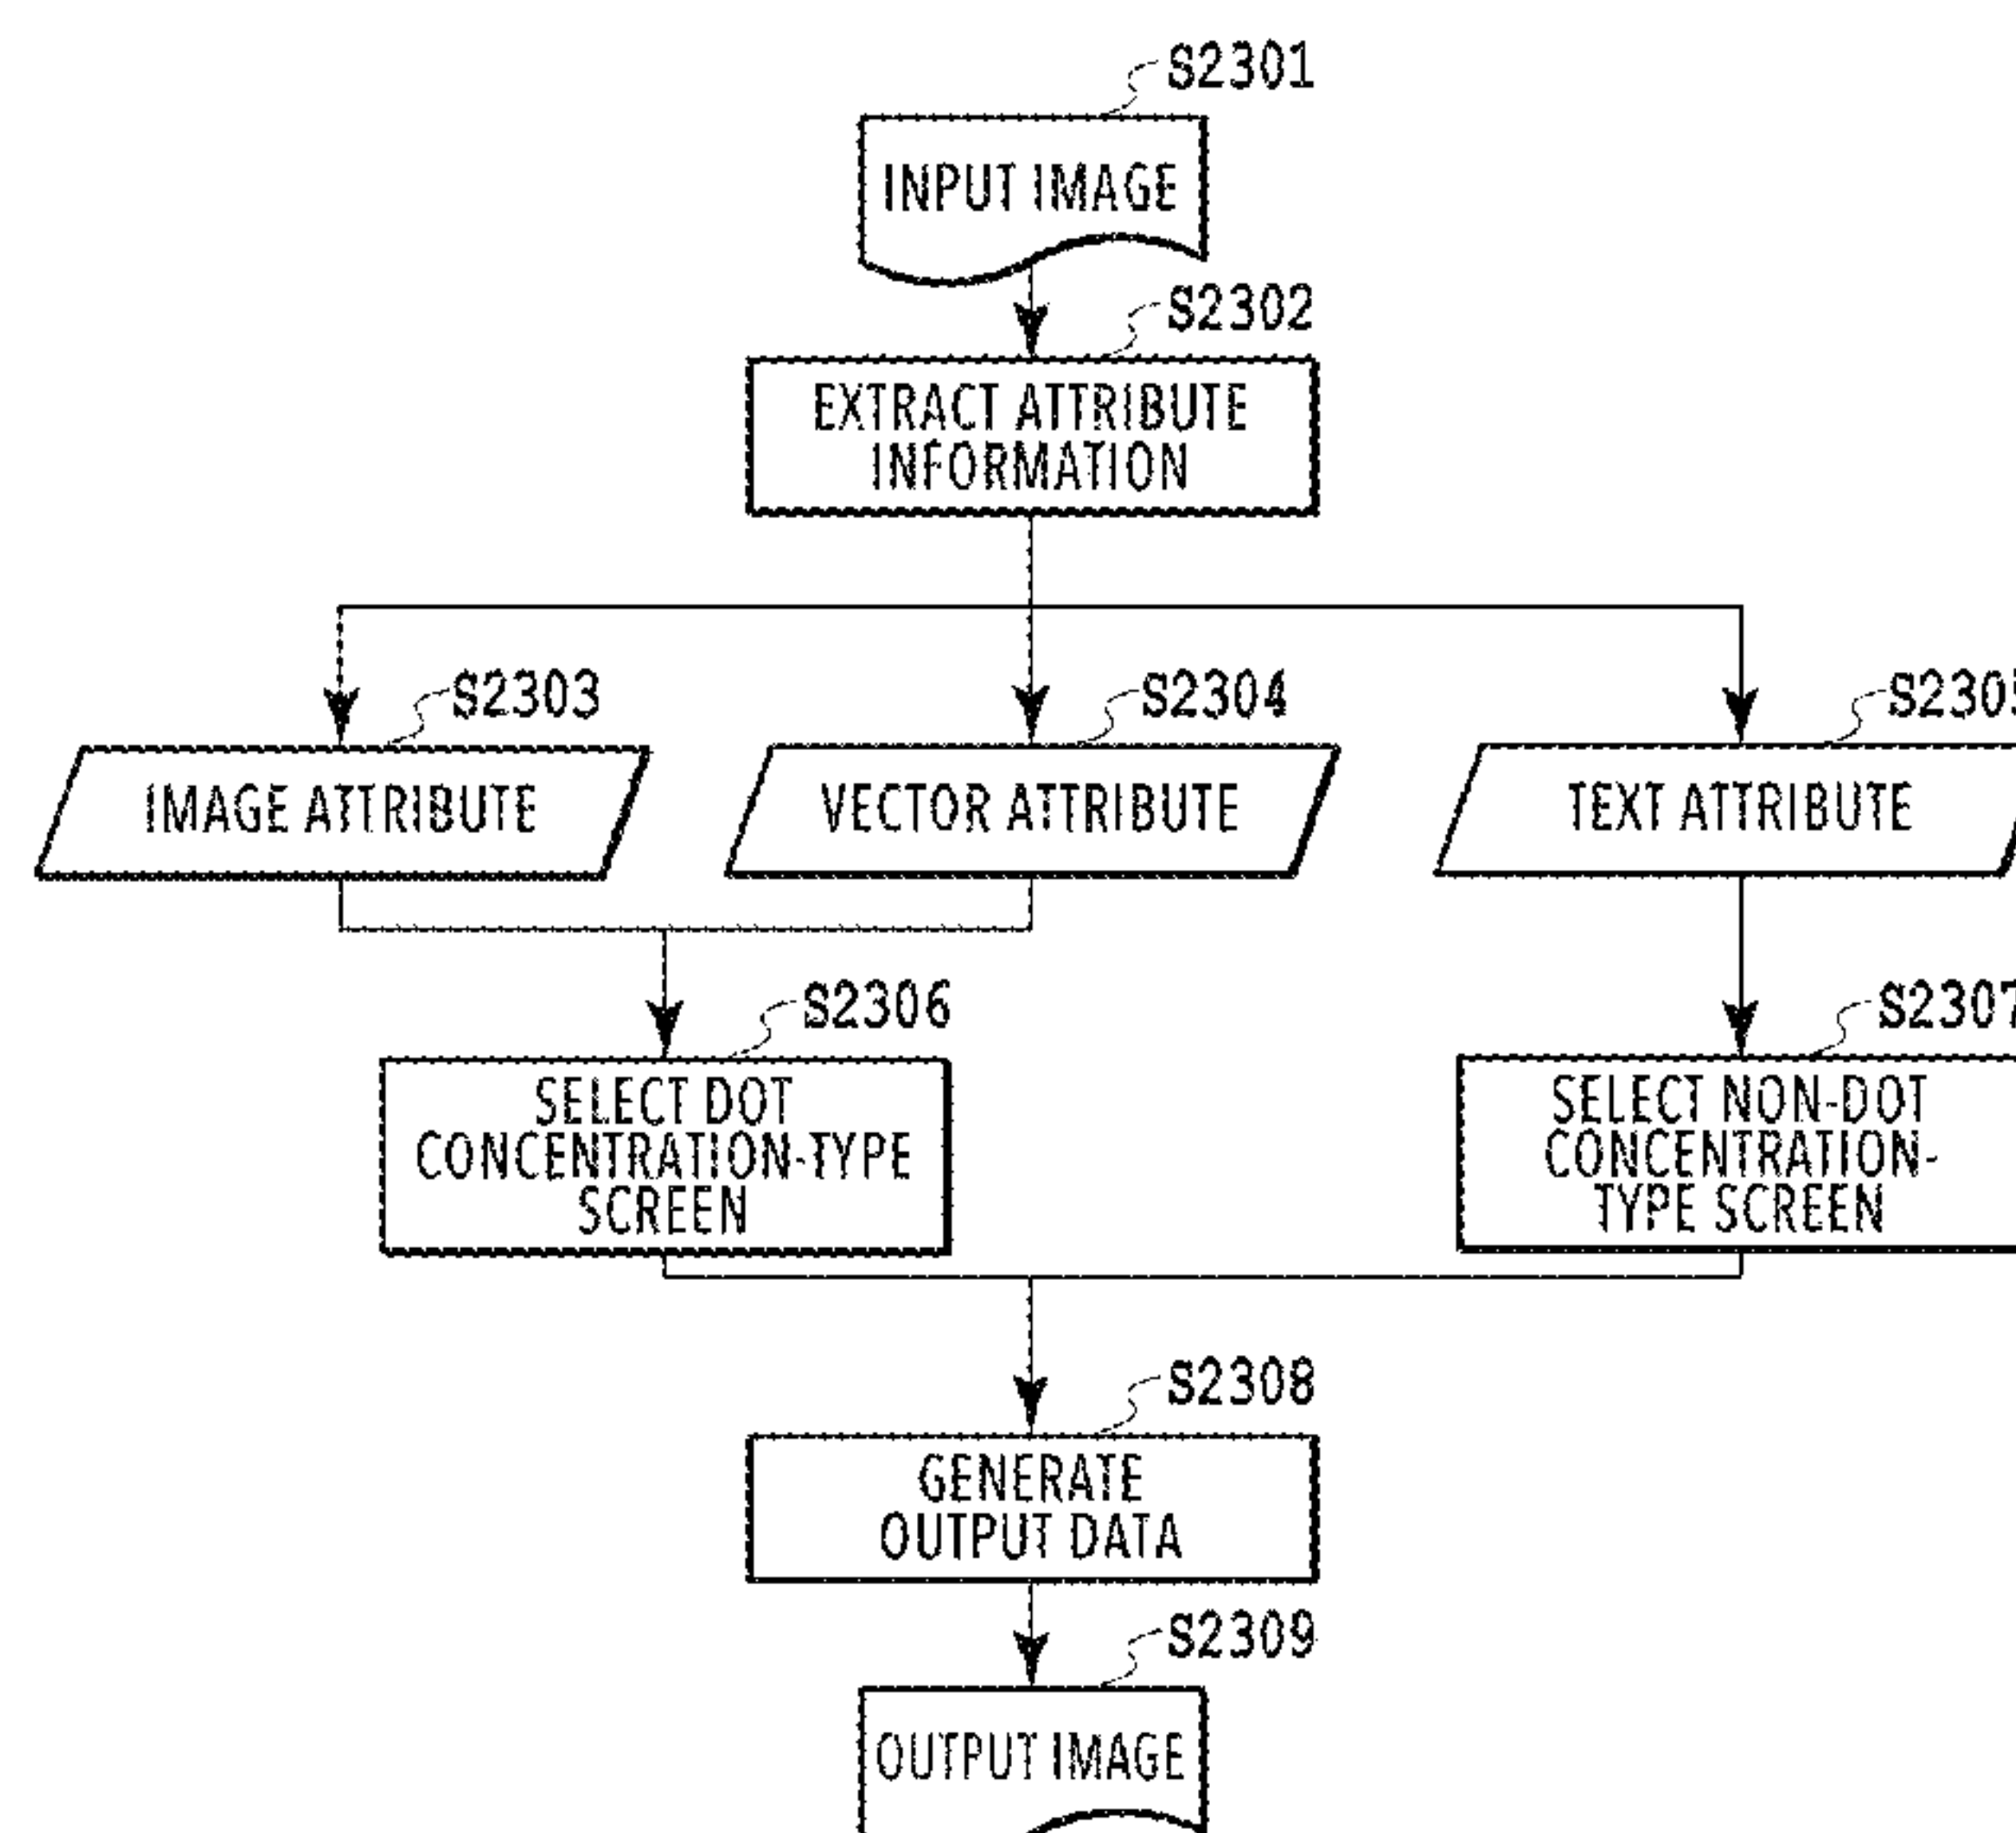 S2301
INPUT IMAGE
S2302
EXTRACT ATTRIBUTE
INFORMATION
S2303
S2304
IMAGE ATTRIBUTE
VECTOR ATTRIBUTE
TEXT ATTRIBUTE
S2306
S2307
SELECT DOT
CONCENTRATION-TYPE
SCREEN
SELECT NON-DOT
CONCENTRATION-
TYPE SCREEN
S2308
GENERATE
OUTPUT DATA
S2309
OUTPUT IMAGE